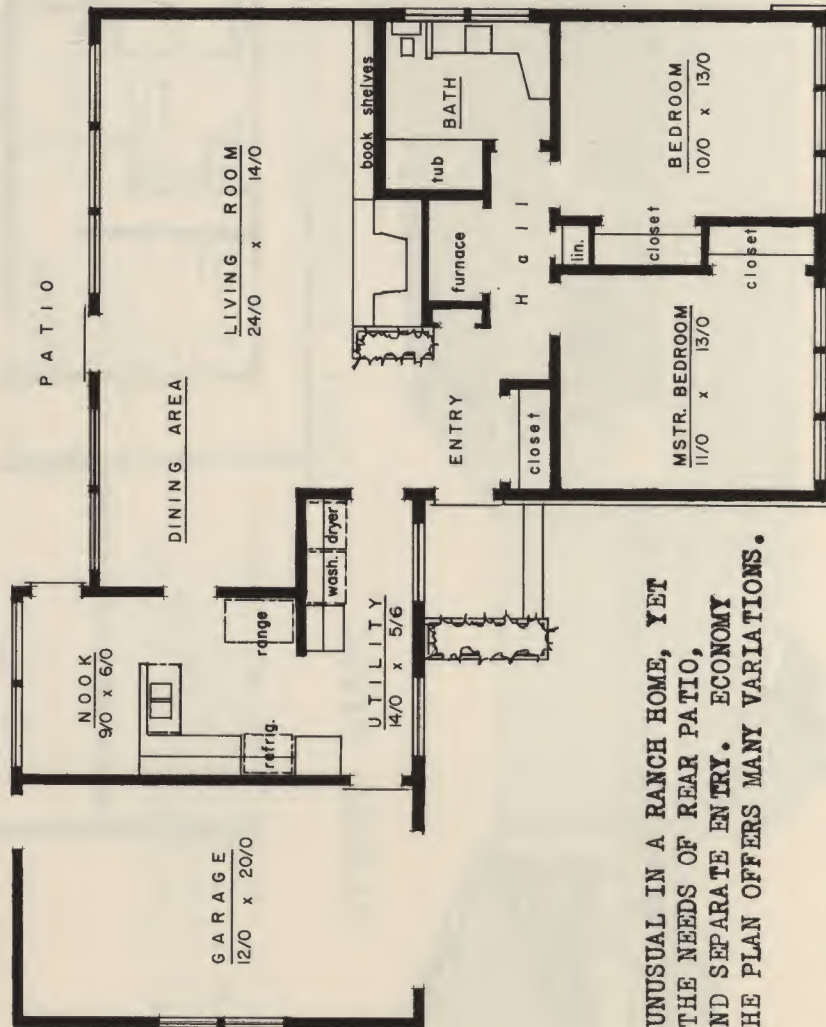 PATIO
LIVING ROOM
24/0 x 14/0
DINING AREA
book shelves
BATH
tub
furnace
Hall
lin.
closet
closet
BEDROOM
10/0 x 13/0
MSTR. BEDROOM
11/0 x 13/0
ENTRY
closet
NOOK
9/0 x 6/0
range
refrig.
wash. dryer
UTILITY
14/0 x 5/6
GARAGE
12/0 x 20/0
UNUSUAL IN A RANCH HOME, YET
THE NEEDS OF REAR PATIO,
ND SEPARATE ENTRY. ECONOMY
HE PLAN OFFERS MANY VARIATIONS.